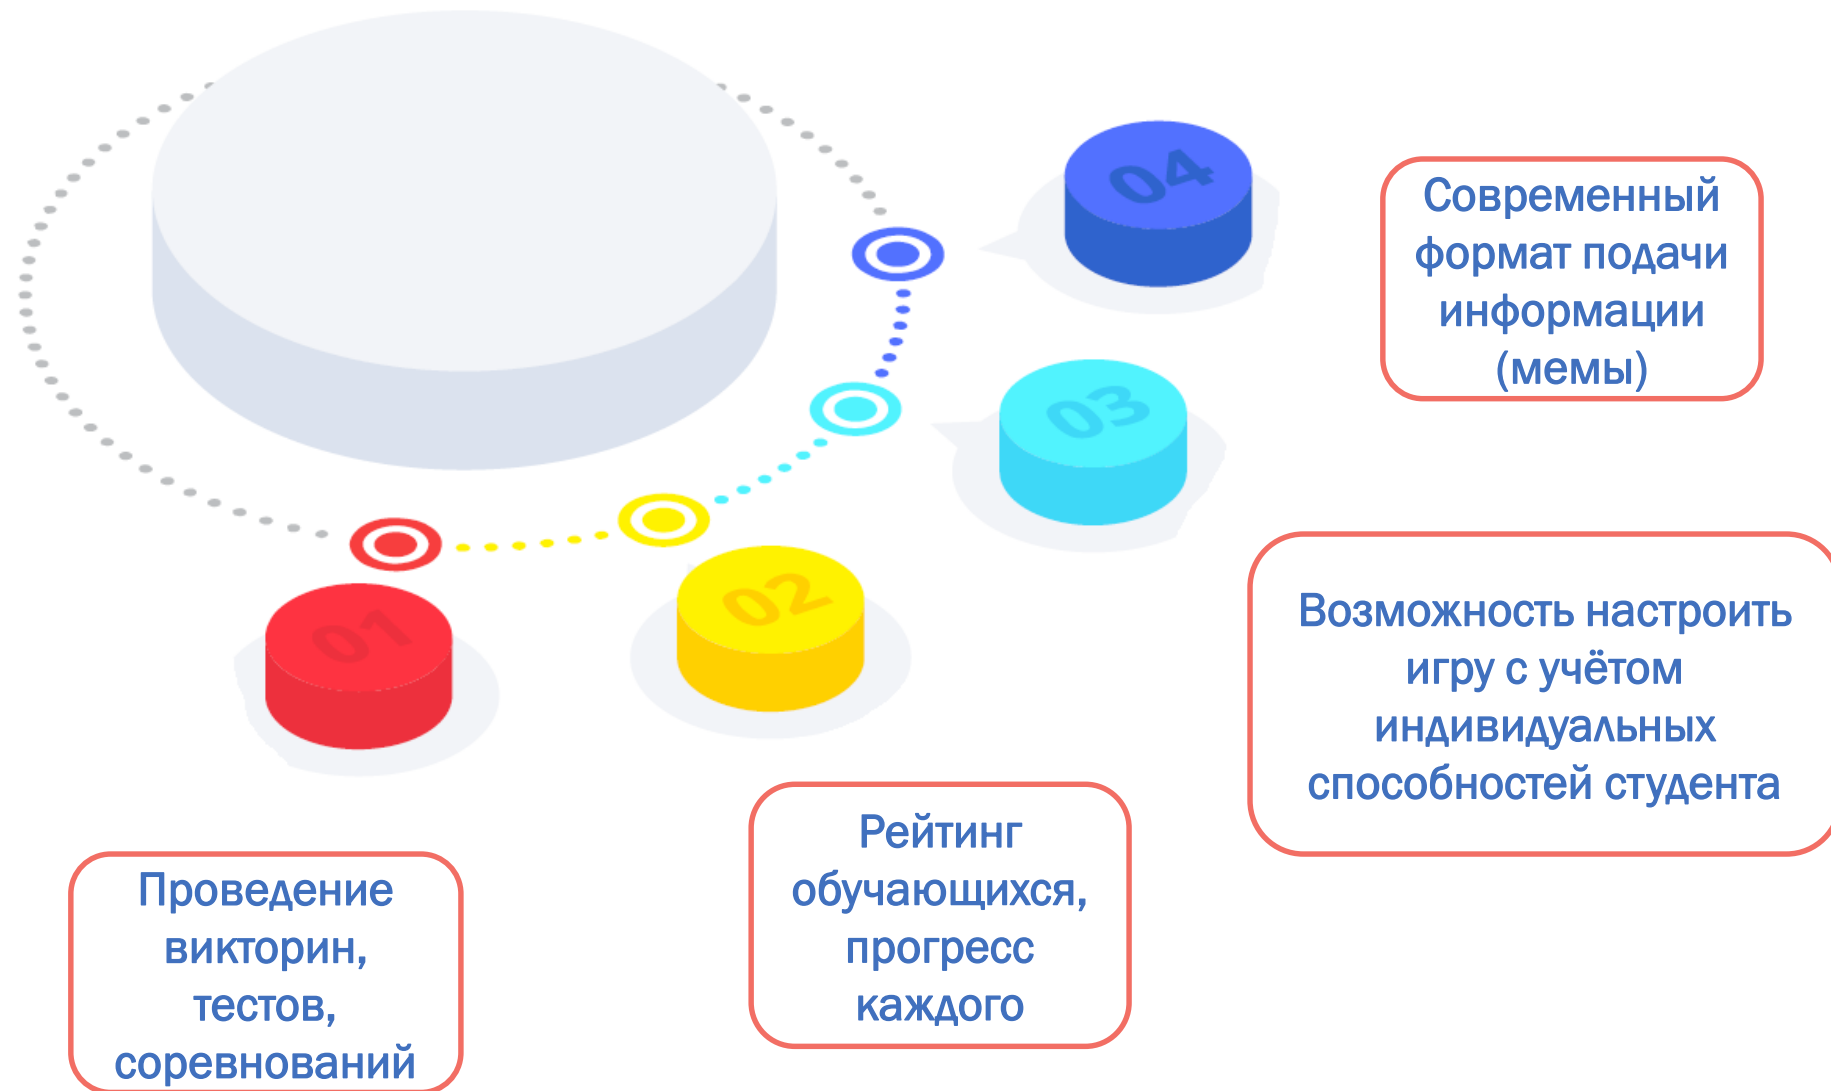 01
Проведение
викторин,
тестов,
соревнований
02
Рейтинг
обучающихся,
прогресс
каждого
03
Возможность настроить
игру с учётом
индивидуальных
способностей студента
04
Современный
формат подачи
информации
(мемы)